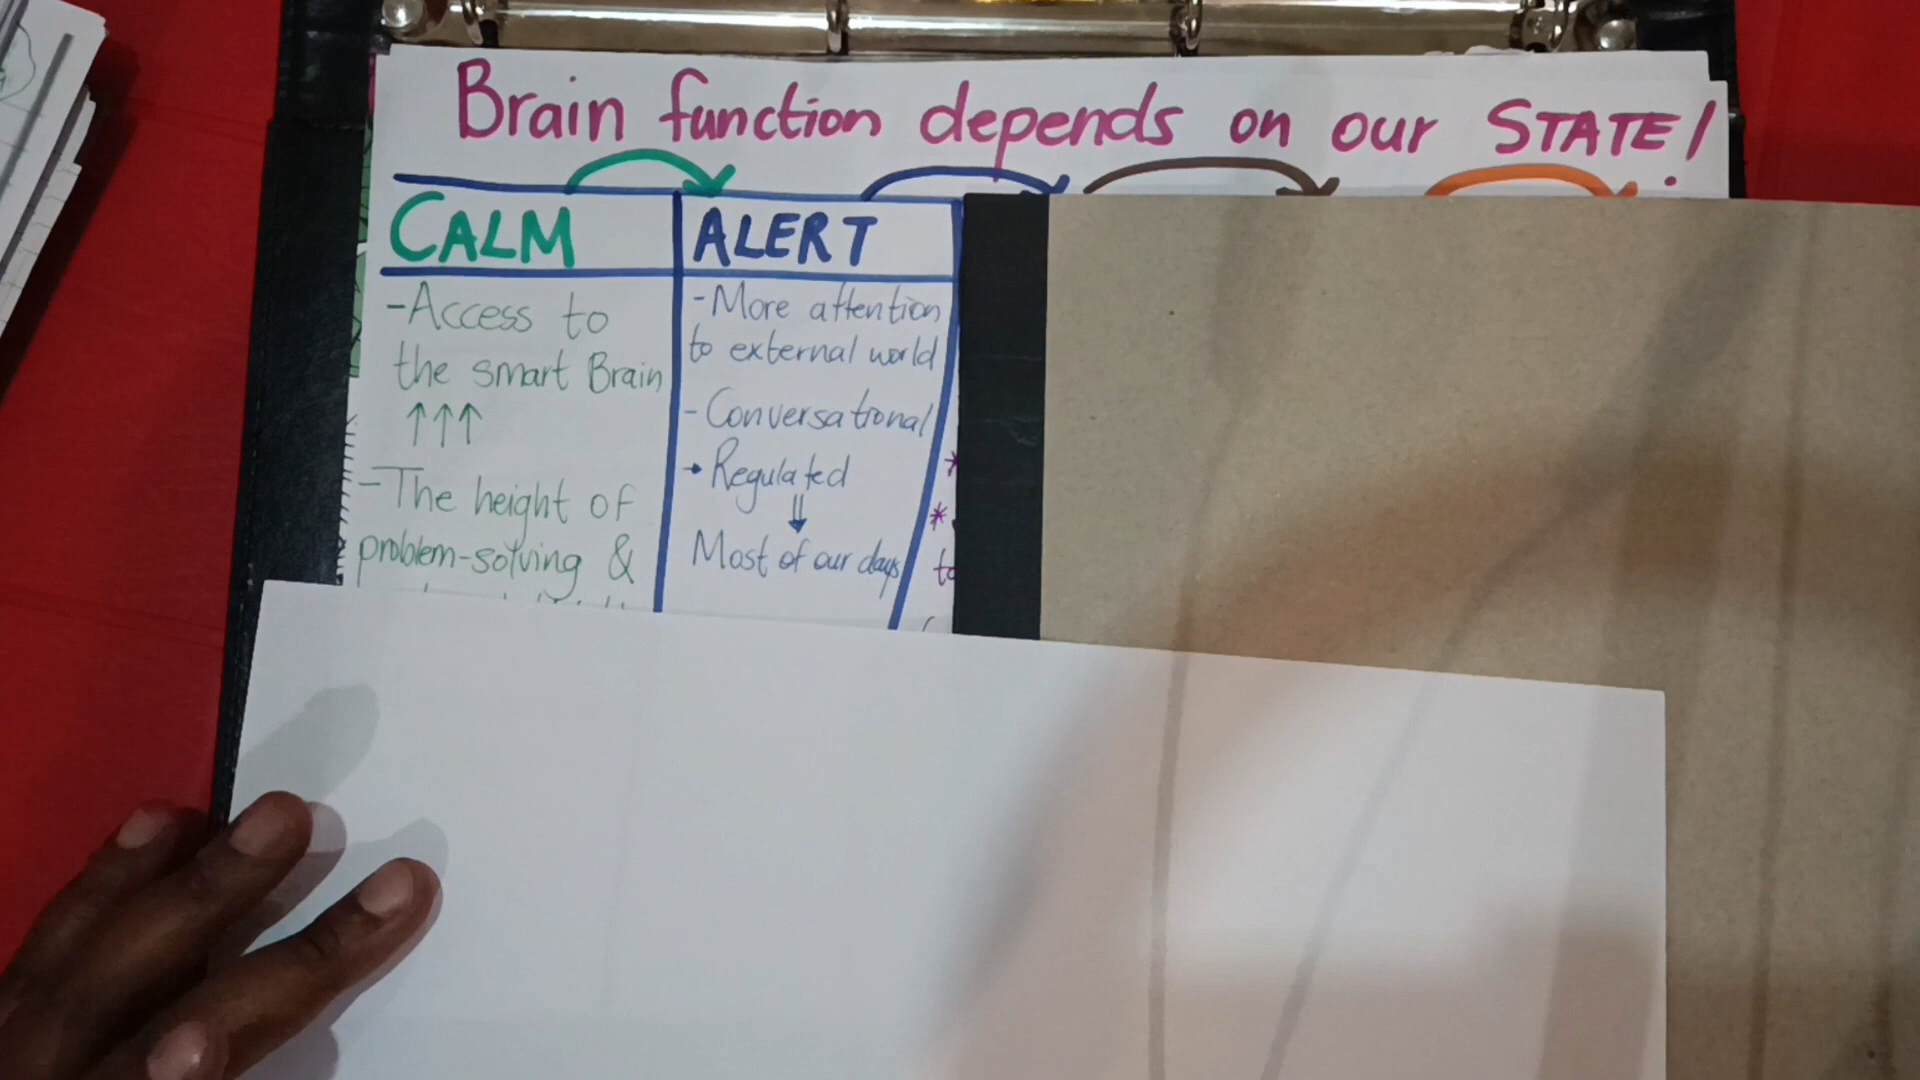 Brain function depends on our STATE!
CALM
-Access to
the smart Brain
↑↑↑
-The height of
problem-solving &
ALERT
-More attention
to external world
-Conversational
→Regulated
⇓
Most of our days
*
*